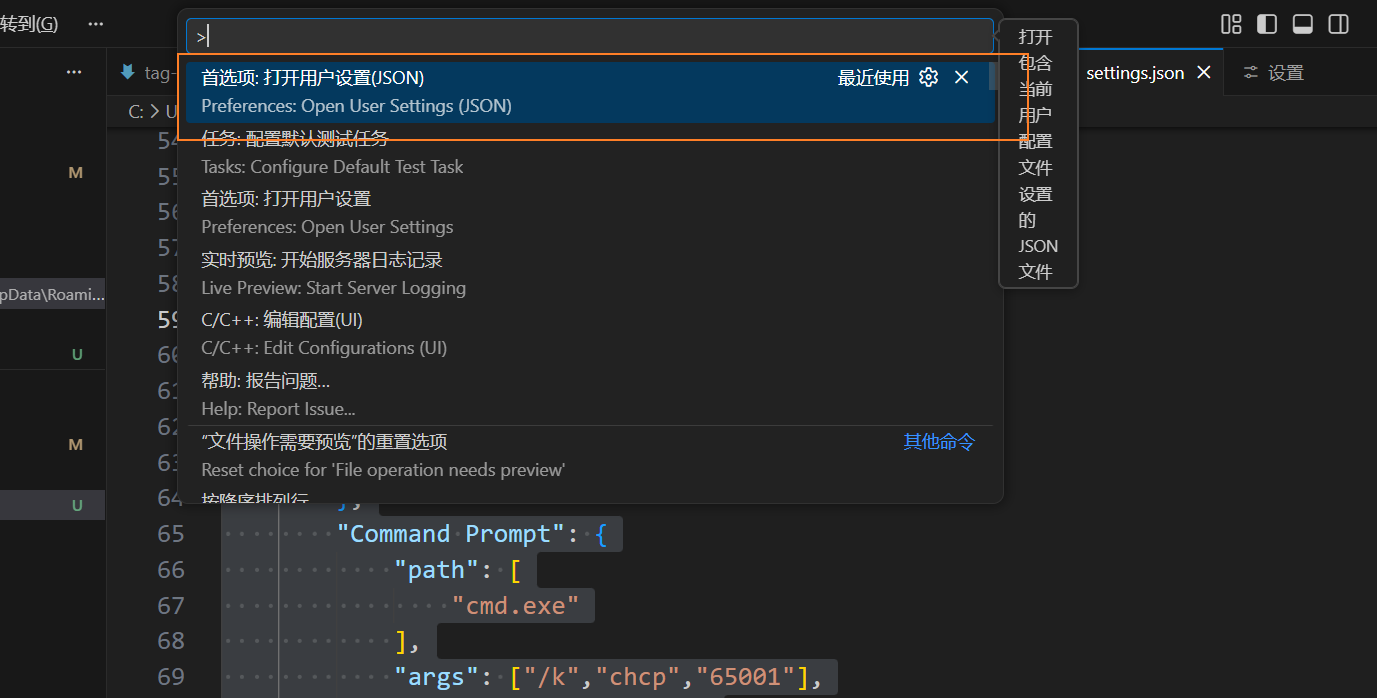 转到(G) ···
>
··· tag- settings.json 设置
C: > U
首选项: 打开用户设置(JSON) 最近使用
Preferences: Open User Settings (JSON)
任务: 配置默认测试任务
Tasks: Configure Default Test Task
首选项: 打开用户设置
Preferences: Open User Settings
实时预览: 开始服务器日志记录
Live Preview: Start Server Logging
C/C++: 编辑配置(UI)
C/C++: Edit Configurations (UI)
帮助: 报告问题...
Help: Report Issue...
“文件操作需要预览”的重置选项 其他命令
Reset choice for 'File operation needs preview'
按降序排列行
打开
包含
当前
用户
配置
文件
设置
的
JSON
文件
M
pData\Roami...
U
M
U
54
55
56
57
58
59
60
61
62
63
64 },
65 "Command Prompt": {
66 "path": [
67 "cmd.exe"
68 ],
69 "args": ["/k","chcp","65001"],